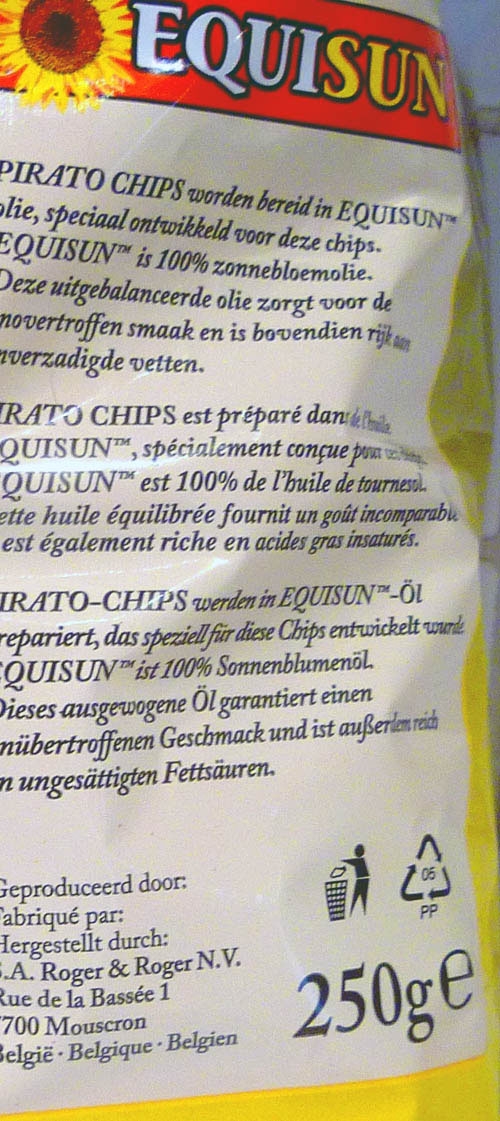 EQUISUN
PIRATO CHIPS worden bereid in EQUISUN™
olie, speciaal ontwikkeld voor deze chips.
EQUISUN™ is 100% zonnebloemolie.
Deze uitgebalanceerde olie zorgt voor de
novertroffen smaak en is bovendien rijk aan
nverzadigde vetten.
IRATO CHIPS est préparé dans de l'huile
QUISUN™, spécialement conçue pour
QUISUN™ est 100% de l'huile de tournesol.
ette huile équilibrée fournit un goût incomparable
est également riche en acides gras insaturés.
IRATO-CHIPS werden in EQUISUN™-Öl
repariert, das speziell für diese Chips entwickelt wurde.
EQUISUN™ ist 100% Sonnenblumenöl.
Dieses ausgewogene Öl garantiert einen
nübertroffenen Geschmack und ist außerdem reich
n ungesättigten Fettsäuren.
Geproduceerd door:
Fabriqué par:
Hergestellt durch:
S.A. Roger & Roger N.V.
Rue de la Bassée 1
7700 Mouscron
België · Belgique · Belgien
05
PP
250g e